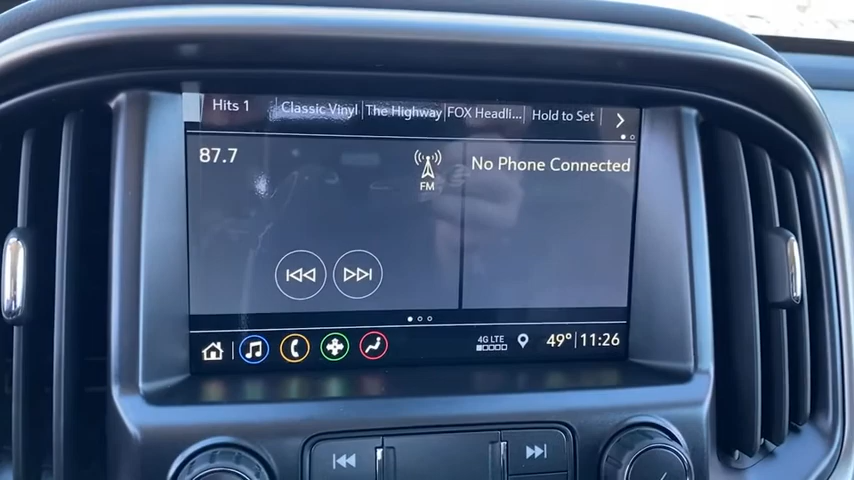 Hits 1 Classic Vinyl The Highway FOX Headli... Hold to Set
87.7 FM No Phone Connected
4G LTE 49° 11:26